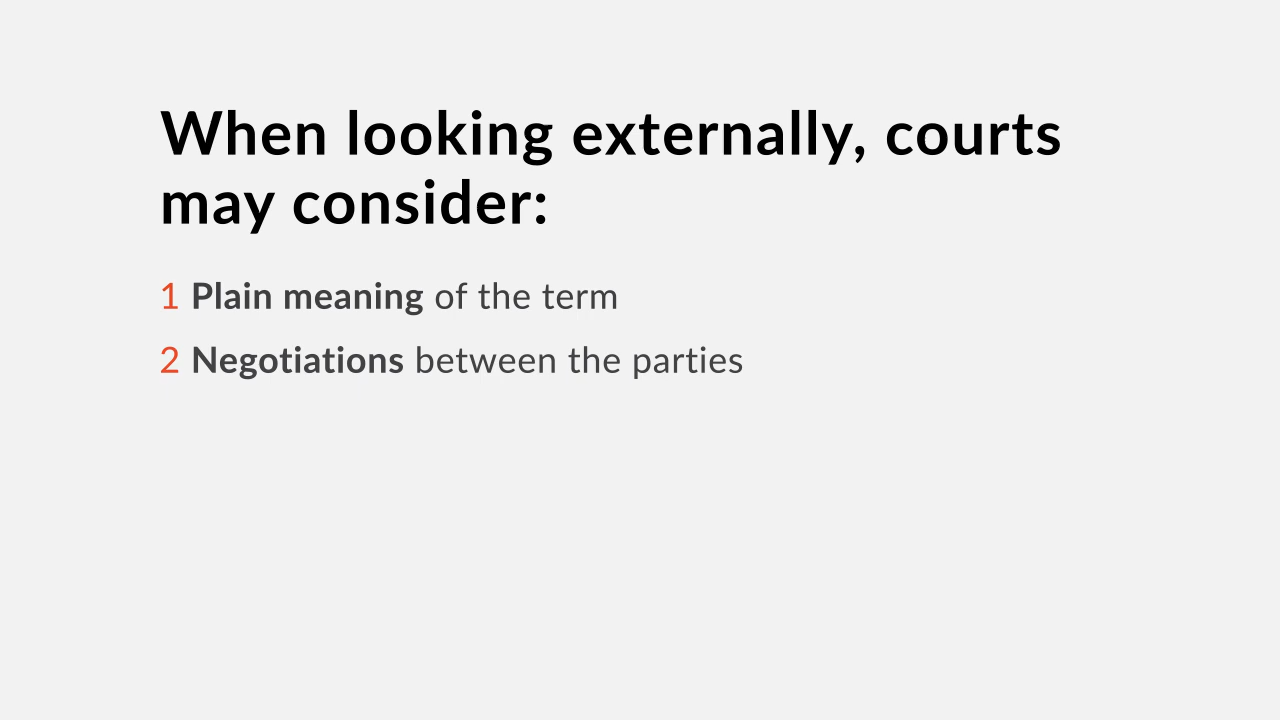 When looking externally, courts
may consider:
1 Plain meaning of the term
2 Negotiations between the parties